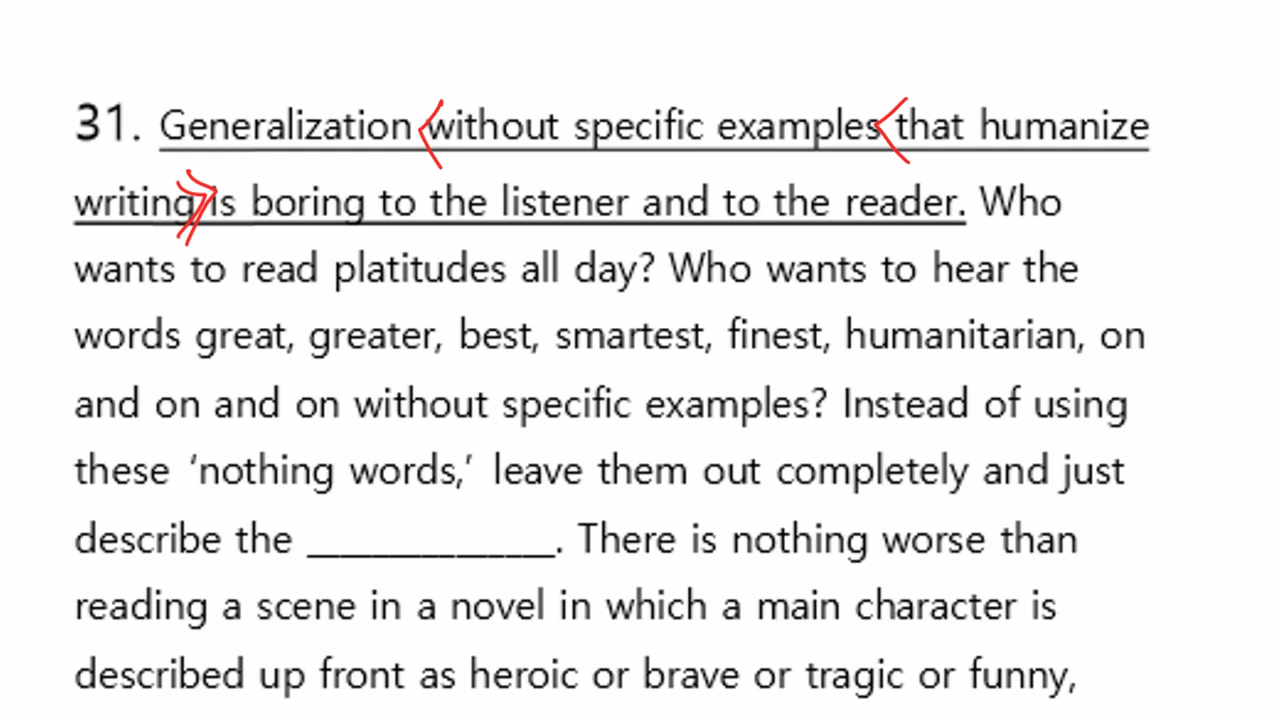 31. Generalization without specific examples that humanize
writing is boring to the listener and to the reader. Who
wants to read platitudes all day? Who wants to hear the
words great, greater, best, smartest, finest, humanitarian, on
and on and on without specific examples? Instead of using
these ‘nothing words,’ leave them out completely and just
describe the ______________. There is nothing worse than
reading a scene in a novel in which a main character is
described up front as heroic or brave or tragic or funny,